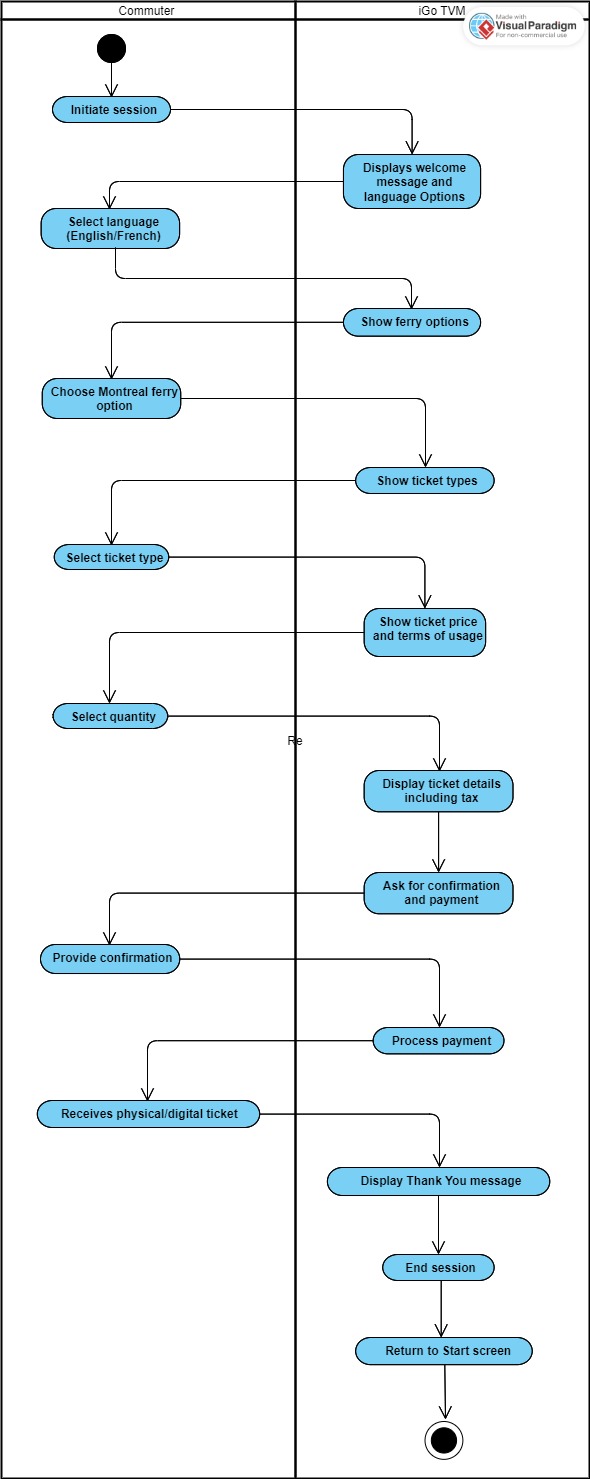 Commuter
iGo TVM
Made with
Visual Paradigm
For non-commercial use
Initiate session
Displays welcome
message and
language Options
Select language
(English/French)
Show ferry options
Choose Montreal ferry
option
Show ticket types
Select ticket type
Show ticket price
and terms of usage
Select quantity
Re
Display ticket details
including tax
Ask for confirmation
and payment
Provide confirmation
Process payment
Receives physical/digital ticket
Display Thank You message
End session
Return to Start screen